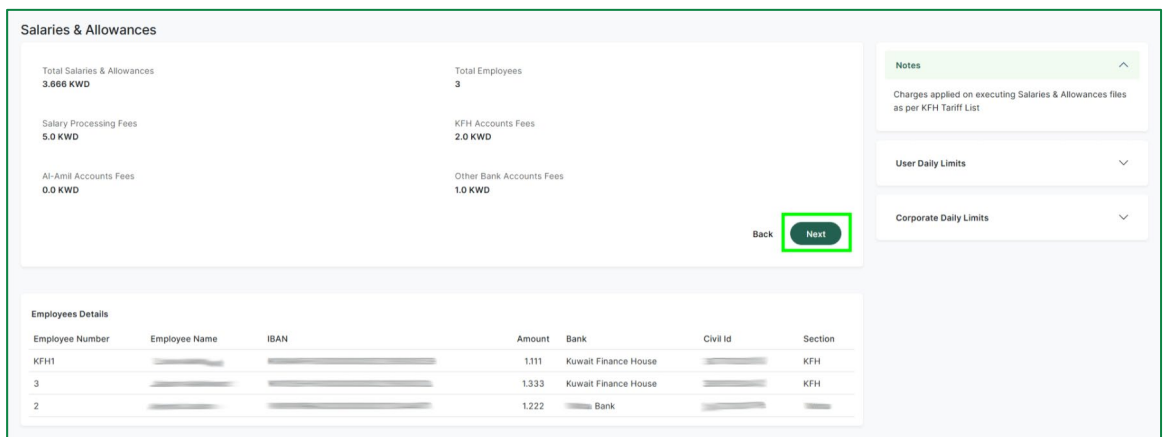 Salaries & Allowances
Total Salaries & Allowances
3.666 KWD
Total Employees
3
Salary Processing Fees
5.0 KWD
KFH Accounts Fees
2.0 KWD
Al-Amil Accounts Fees
0.0 KWD
Other Bank Accounts Fees
1.0 KWD
Back Next
Notes
Charges applied on executing Salaries & Allowances files
as per KFH Tariff List
User Daily Limits
Corporate Daily Limits
Employees Details
Employee Number Employee Name IBAN Amount Bank Civil Id Section
KFH1 1.111 Kuwait Finance House KFH
3 1.333 Kuwait Finance House KFH
2 1.222 Bank